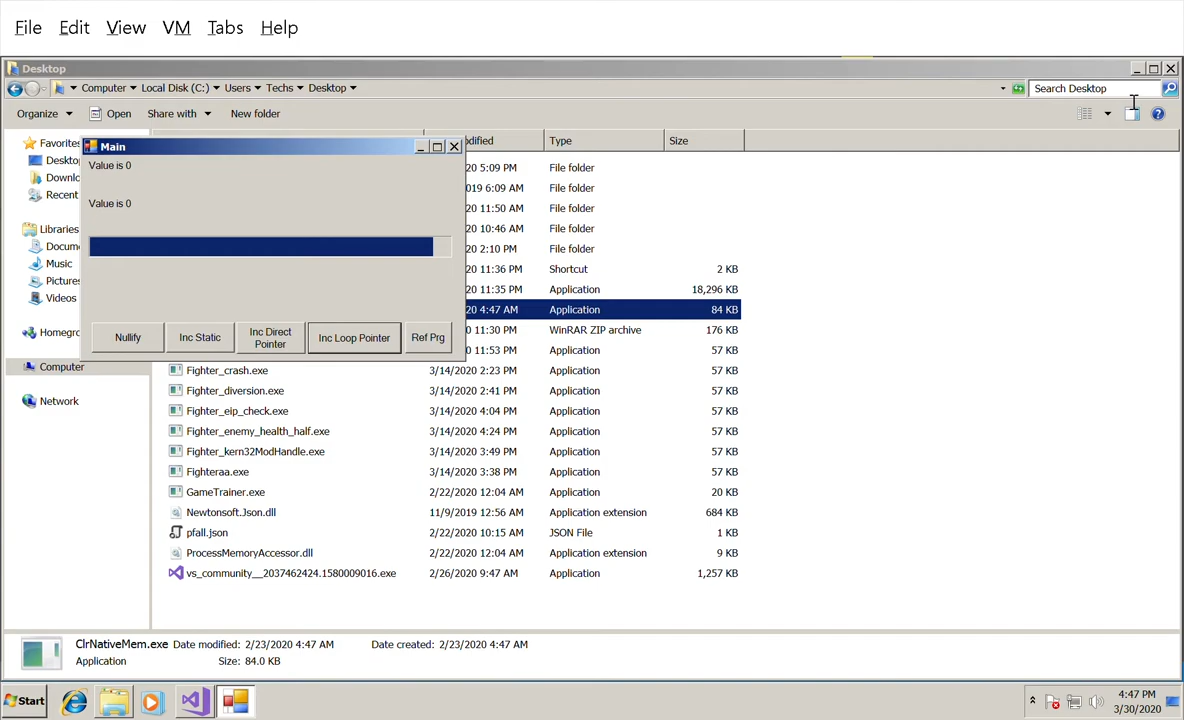 File Edit View VM Tabs Help
Desktop
Computer Local Disk (C:) Users Techs Desktop Search Desktop
Organize Open Share with New folder
Favorites
Deskto
Downlo
Recent
Libraries
Docume
Music
Pictures
Videos
Homegro
Computer
Network
Main
Value is 0
Value is 0
Nullify Inc Static Inc Direct Pointer Inc Loop Pointer Ref Prg
odified Type Size
20 5:09 PM File folder
019 6:09 AM File folder
20 11:50 AM File folder
20 10:46 AM File folder
20 2:10 PM File folder
20 11:36 PM Shortcut 2 KB
20 11:35 PM Application 18,296 KB
20 4:47 AM Application 84 KB
20 11:30 PM WinRAR ZIP archive 176 KB
20 11:53 PM Application 57 KB
Fighter_crash.exe 3/14/2020 2:23 PM Application 57 KB
Fighter_diversion.exe 3/14/2020 2:41 PM Application 57 KB
Fighter_eip_check.exe 3/14/2020 4:04 PM Application 57 KB
Fighter_enemy_health_half.exe 3/14/2020 4:24 PM Application 57 KB
Fighter_kern32ModHandle.exe 3/14/2020 3:49 PM Application 57 KB
Fighteraa.exe 3/14/2020 3:38 PM Application 57 KB
GameTrainer.exe 2/22/2020 12:04 AM Application 20 KB
Newtonsoft.Json.dll 11/9/2019 12:56 AM Application extension 684 KB
pfall.json 2/22/2020 10:15 AM JSON File 1 KB
ProcessMemoryAccessor.dll 2/22/2020 12:04 AM Application extension 9 KB
vs_community__2037462424.1580009016.exe 2/26/2020 9:47 AM Application 1,257 KB
ClrNativeMem.exe Date modified: 2/23/2020 4:47 AM Date created: 2/23/2020 4:47 AM
Application Size: 84.0 KB
Start
4:47 PM
3/30/2020